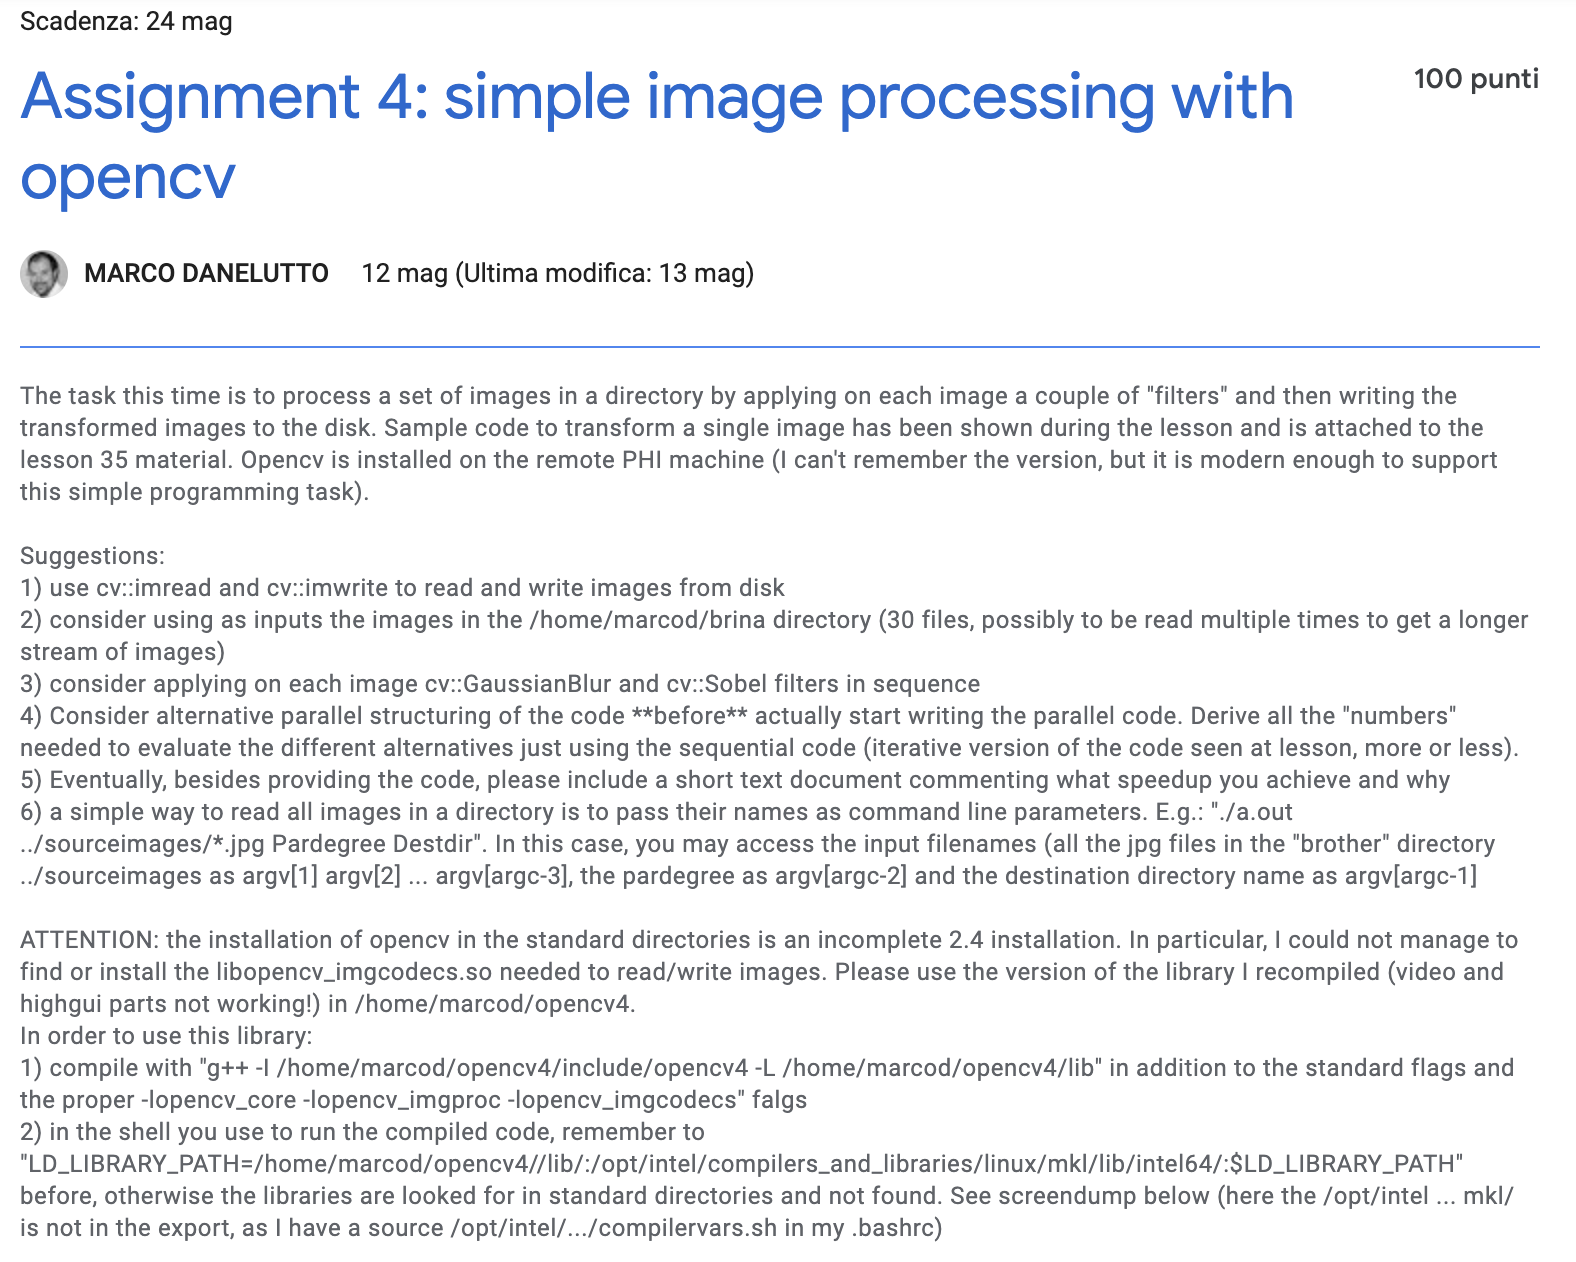 Scadenza: 24 mag
Assignment 4: simple image processing with
opencv
100 punti
MARCO DANELUTTO 12 mag (Ultima modifica: 13 mag)
The task this time is to process a set of images in a directory by applying on each image a couple of "filters" and then writing the
transformed images to the disk. Sample code to transform a single image has been shown during the lesson and is attached to the
lesson 35 material. Opencv is installed on the remote PHI machine (I can't remember the version, but it is modern enough to support
this simple programming task).
Suggestions:
1) use cv::imread and cv::imwrite to read and write images from disk
2) consider using as inputs the images in the /home/marcod/brina directory (30 files, possibly to be read multiple times to get a longer
stream of images)
3) consider applying on each image cv::GaussianBlur and cv::Sobel filters in sequence
4) Consider alternative parallel structuring of the code **before** actually start writing the parallel code. Derive all the "numbers"
needed to evaluate the different alternatives just using the sequential code (iterative version of the code seen at lesson, more or less).
5) Eventually, besides providing the code, please include a short text document commenting what speedup you achieve and why
6) a simple way to read all images in a directory is to pass their names as command line parameters. E.g.: "./a.out
../sourceimages/*.jpg Pardegree Destdir". In this case, you may access the input filenames (all the jpg files in the "brother" directory
../sourceimages as argv[1] argv[2] ... argv[argc-3], the pardegree as argv[argc-2] and the destination directory name as argv[argc-1]
ATTENTION: the installation of opencv in the standard directories is an incomplete 2.4 installation. In particular, I could not manage to
find or install the libopencv_imgcodecs.so needed to read/write images. Please use the version of the library I recompiled (video and
highgui parts not working!) in /home/marcod/opencv4.
In order to use this library:
1) compile with "g++ -I /home/marcod/opencv4/include/opencv4 -L /home/marcod/opencv4/lib" in addition to the standard flags and
the proper -lopencv_core -lopencv_imgproc -lopencv_imgcodecs" falgs
2) in the shell you use to run the compiled code, remember to
"LD_LIBRARY_PATH=/home/marcod/opencv4//lib/:/opt/intel/compilers_and_libraries/linux/mkl/lib/intel64/:$LD_LIBRARY_PATH"
before, otherwise the libraries are looked for in standard directories and not found. See screendump below (here the /opt/intel ... mkl/
is not in the export, as I have a source /opt/intel/.../compilervars.sh in my .bashrc)